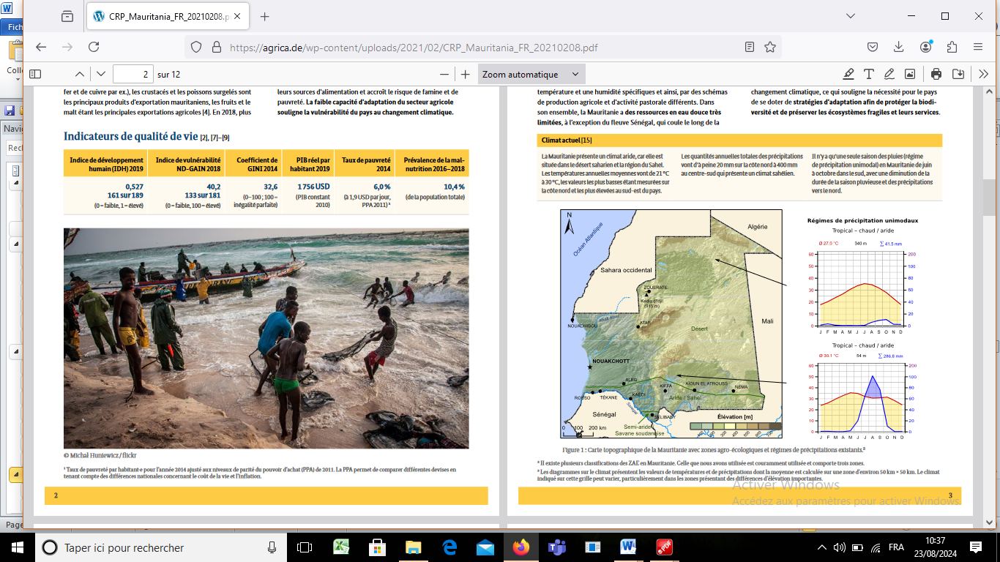 CRP_Mauritania_FR_20210208.p
Fich
https://agrica.de/wp-content/uploads/2021/02/CRP_Mauritania_FR_20210208.pdf
Coll
2 sur 12
Zoom automatique
Navi
Rech
Page
fer et de cuivre par ex.), les crustacés et les poissons surgelés sont
les principaux produits d'exportation mauritaniens, les fruits et le
malt étant les principales exportations agricoles [4]. En 2018, plus
leurs sources d'alimentation et accroît le risque de famine et de
pauvreté. La faible capacité d'adaptation du secteur agricole
souligne la vulnérabilité du pays au changement climatique.
Indicateurs de qualité de vie [2], [7]–[9]
Indice de développement
humain (IDH) 2019
Indice de vulnérabilité
ND-GAIN 2018
Coefficient de
GINI 2014
PIB réel par
habitant 2019
Taux de pauvreté
2014
Prévalence de la mal-
nutrition 2016–2018
0,527
161 sur 189
(0 = faible, 1 = élevé)
40,2
133 sur 181
(0 = faible, 100 = élevé)
32,6
(0–100 ; 100 =
inégalité parfaite)
1 756 USD
(PIB constant
2010)
6,0 %
(à 1,9 USD par jour,
PPA 2011) ¹
10,4 %
(de la population totale)
© Michał Huniewicz / flickr
¹ Taux de pauvreté par habitant e pour l'année 2014 ajusté aux niveaux de parité du pouvoir d'achat (PPA) de 2011. La PPA permet de comparer différentes devises en
tenant compte des différences nationales concernant le coût de la vie et l'inflation.
2
température et une humidité spécifiques et ainsi, par des schémas
de production agricole et d'activité pastorale différents. Dans
son ensemble, la Mauritanie a des ressources en eau douce très
limitées, à l'exception du fleuve Sénégal, qui coule le long de la
changement climatique, ce qui souligne la nécessité pour le pays
de se doter de stratégies d'adaptation afin de protéger la biodi-
versité et de préserver les écosystèmes fragiles et leurs services.
Climat actuel [15]
La Mauritanie présente un climat aride, car elle est
située dans le désert saharien et la région du Sahel.
Les températures annuelles moyennes vont de 21 °C
à 30 °C, les valeurs les plus basses étant mesurées sur
la côte nord et les plus élevées au sud-est du pays.
Les quantités annuelles totales des précipitations
vont d'à peine 20 mm sur la côte nord à 400 mm
au centre-sud qui présente un climat sahélien.
Il n'y a qu'une seule saison des pluies (régime
de précipitation unimodal) en Mauritanie de juin
à octobre dans le sud, avec une diminution de la
durée de la saison pluvieuse et des précipitations
vers le nord.
N
Océan Atlantique
Algérie
Sahara occidental
ZOUERATE
Kedia d'Idjil
(915 m)
NOUADHIBOU
ATAR
Désert
Mali
NOUAKCHOTT
ALEG
KIFFA
AÏOUN EL ATROUSS
NÉMA
ROSSO
TÉKANE
KAÉDI
Aride / Sahel
Sénégal
SELIBABY
Semi-aride /
Savane soudanaise
0 100 200 km
Élévation [m]
Régimes de précipitation unimodaux
Tropical – chaud / aride
Ø 27.0 °C 340 m Σ 41.5 mm
60 200
50 100
40 80
30 60
20 40
10 20
0 0
J F M A M J J A S O N D
Tropical – chaud / aride
Ø 30.1 °C 54 m Σ 286.8 mm
60 200
50 100
40 80
30 60
20 40
10 20
0 0
J F M A M J J A S O N D
Figure 1 : Carte topographique de la Mauritanie avec zones agro-écologiques et régimes de précipitations existants.³
² Il existe plusieurs classifications des ZAE en Mauritanie. Celle que nous avons utilisée est couramment utilisée et comporte trois zones.
³ Les diagrammes sur le climat présentent les valeurs de températures et de précipitations dont la moyenne est calculée sur une zone d'environ 50 km × 50 km. Le climat
indiqué sur cette grille peut varier, particulièrement dans les zones présentant des différences d'élévation importantes.
3
Activer Windows
Accédez aux paramètres pour activer Windows.
Taper ici pour rechercher
FRA
10:37
23/08/2024